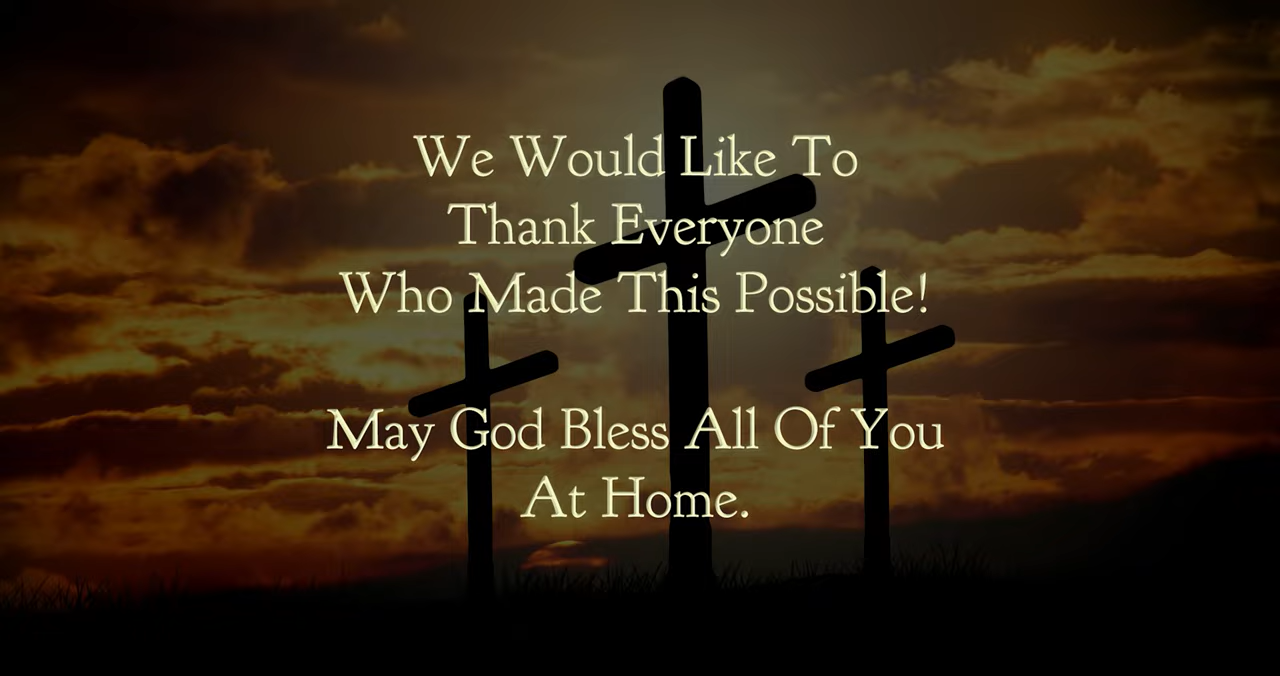 We Would Like To
Thank Everyone
Who Made This Possible!
May God Bless All Of You
At Home.